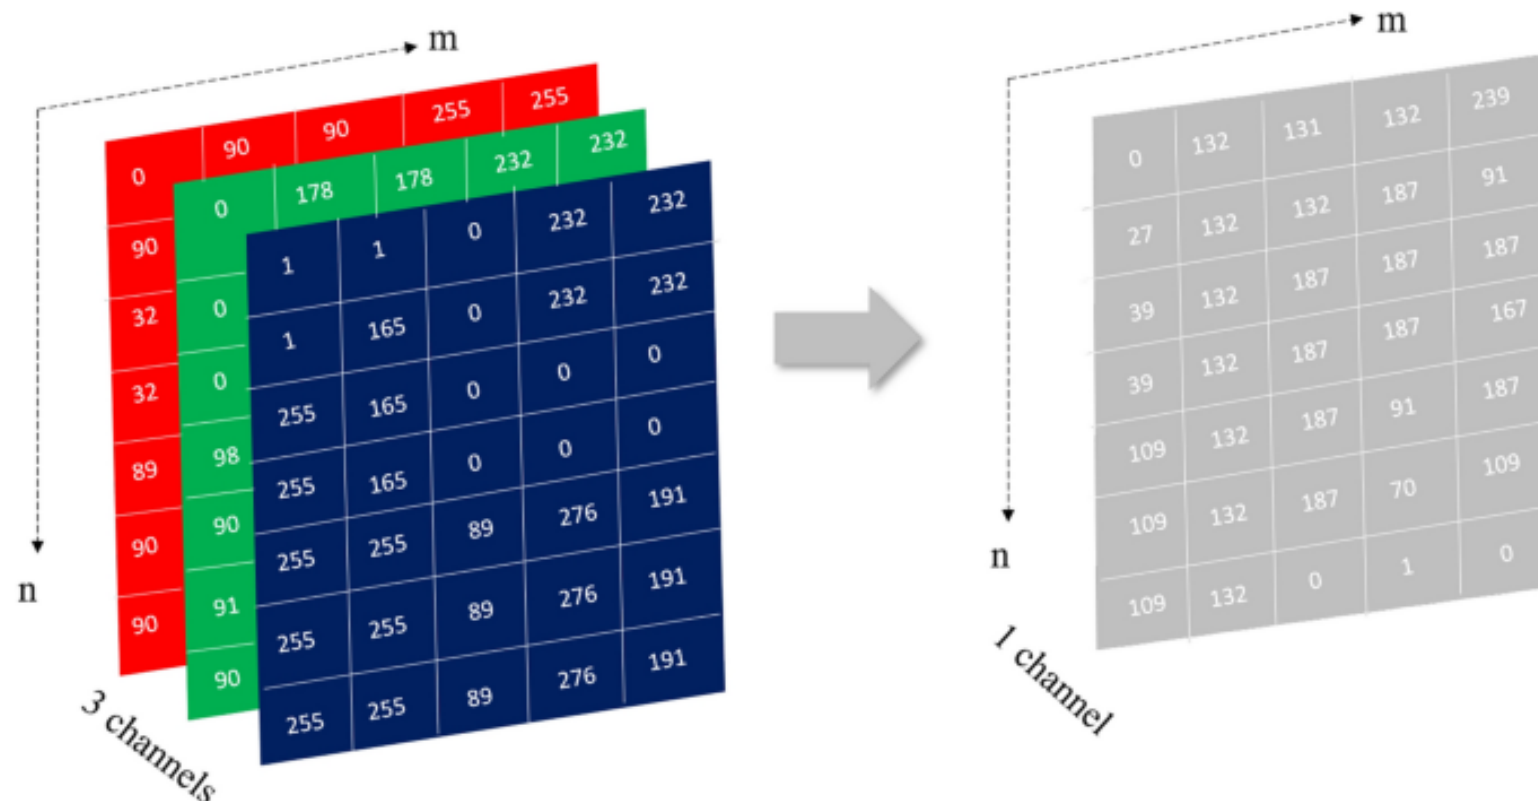 m
n
0 90 90 255 255
90
32
32
89
90
90
0 178 178 232 232
0
0
98
90
91
90
1 1 0 232 232
1 165 0 232 232
255 165 0 0 0
255 165 0 0 0
255 255 89 276 191
255 255 89 276 191
255 255 89 276 191
3 channels
m
n
0 132 131 132 239
27 132 132 187 91
39 132 187 187 187
39 132 187 187 167
109 132 187 91 187
109 132 187 70 109
109 132 0 1 0
1 channel